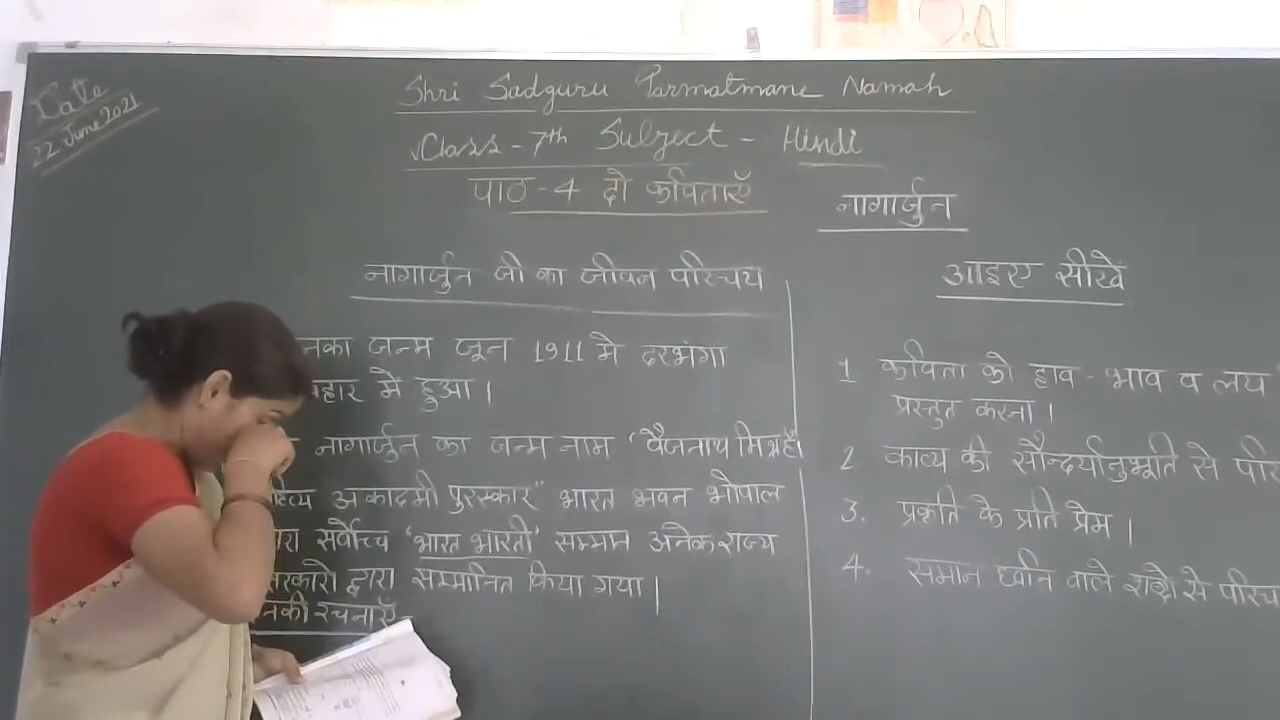 Date
22 June 2021
Shri Sadguru Parmatmane Namah
Class - 7th Subject - Hindi
पाठ - 4 दो कविताएँ
नागार्जुन
नागार्जुन जी का जीवन परिचय
नका जन्म जून 1911 मे दरभंगा
हार में हुआ।
नागार्जुन का जन्म नाम 'वैजनाथ मिश्र है।
अकादमी पुरस्कार" भारत भवन भोपाल
रा सर्वोच्च 'भारत भारती' सम्मान अनेक राज्य
सरकारो द्वारा सम्मानित किया गया।
नकी रचनाएँ
आइए सीखें
1 कविता को हाव - भाव व लय
प्रस्तुत करना।
2 काव्य की सौन्दर्यानुभूति से परि
3. प्रकृति के प्रति प्रेम।
4. समान ध्वनि वाले शब्दो से परिच